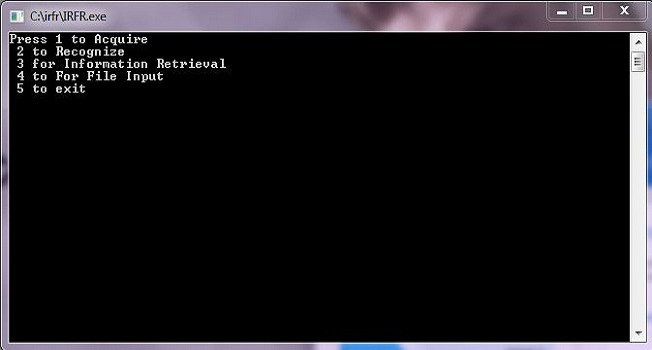 C:\irfr\IRFR.exe
Press 1 to Acquire
2 to Recognize
3 for Information Retrieval
4 to For File Input
5 to exit